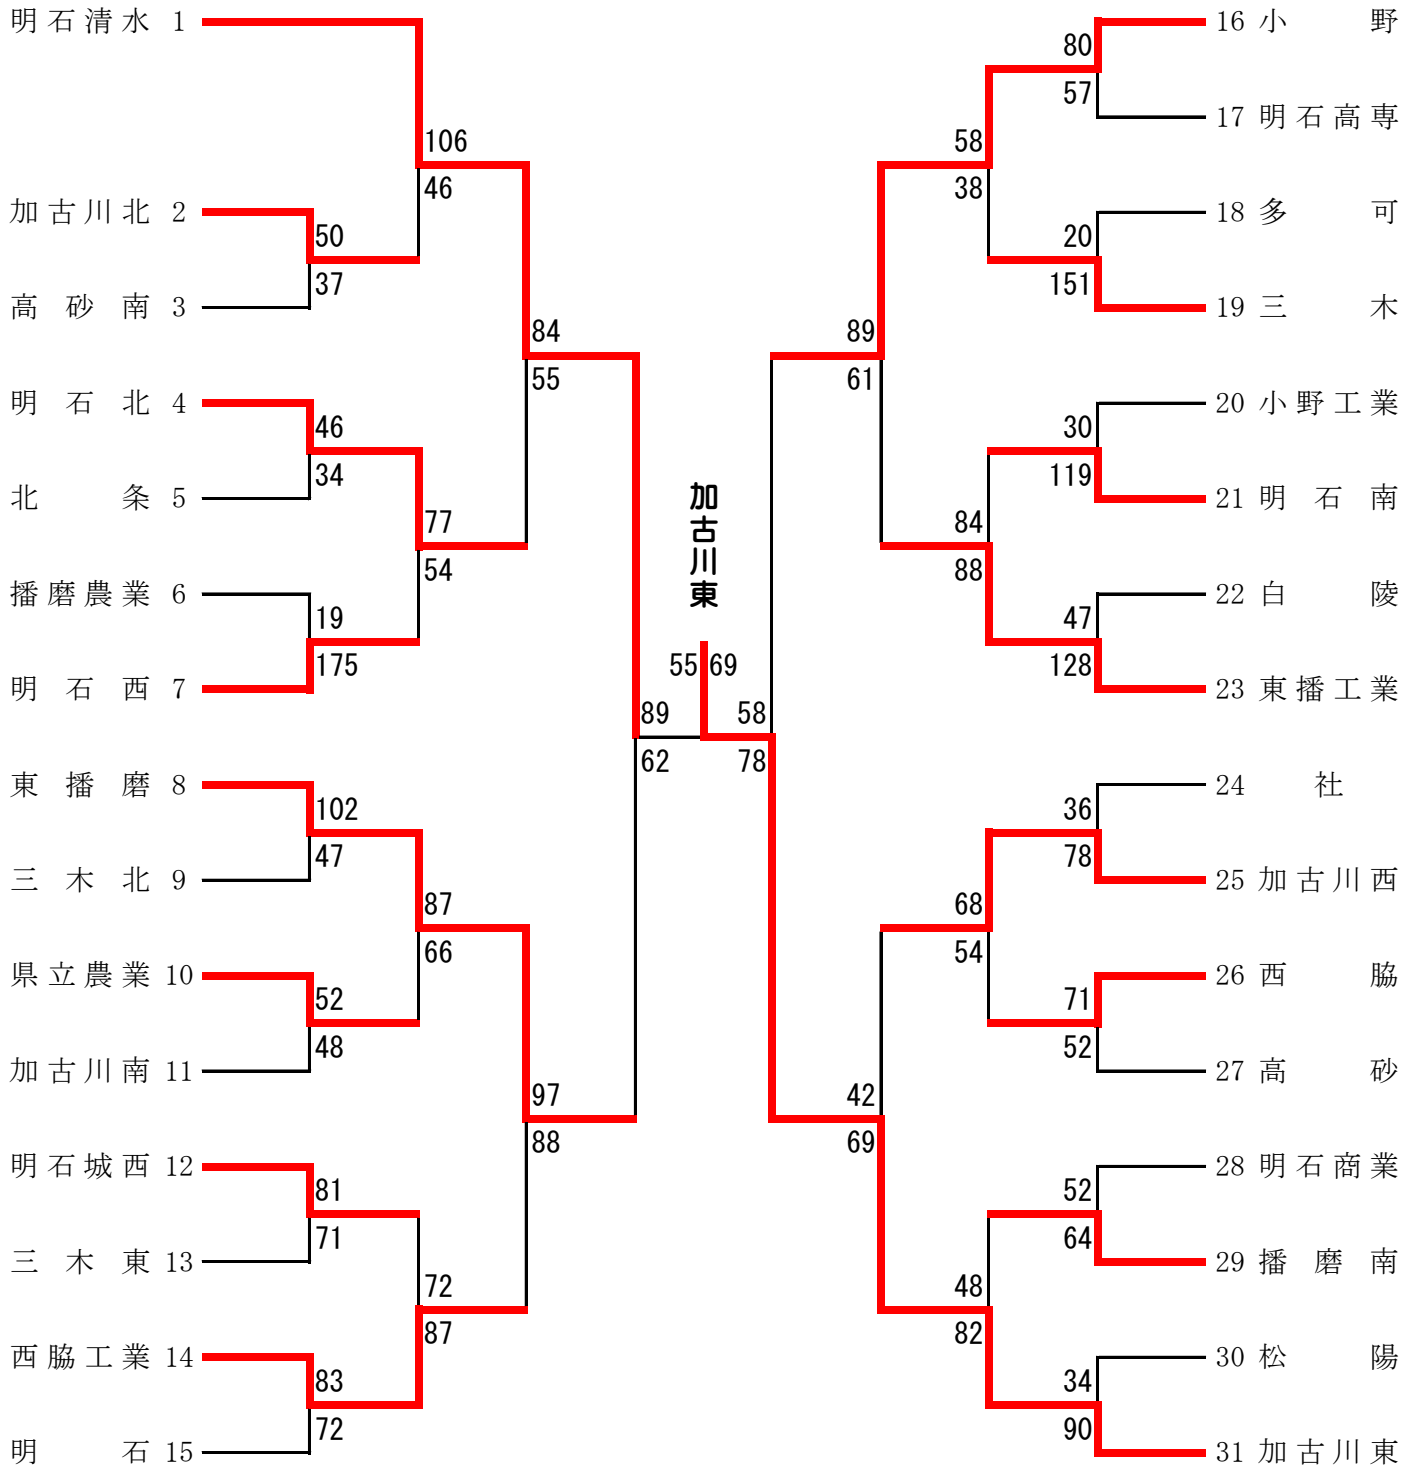 明石清水 1
加古川北 2
高砂南 3
明石北 4
北条 5
播磨農業 6
明石西 7
東播磨 8
三木北 9
県立農業 10
加古川南 11
明石城西 12
三木東 13
西脇工業 14
明石 15
50
37
46
34
19
175
102
47
52
48
81
71
83
72
106
46
77
54
87
66
72
87
84
55
97
88
89
62
加古川東
55 69
58
78
89
61
42
69
58
38
84
88
68
54
48
82
80
57
20
151
30
119
47
128
36
78
71
52
52
64
34
90
16 小野
17 明石高専
18 多可
19 三木
20 小野工業
21 明石南
22 白陵
23 東播工業
24 社
25 加古川西
26 西脇
27 高砂
28 明石商業
29 播磨南
30 松陽
31 加古川東